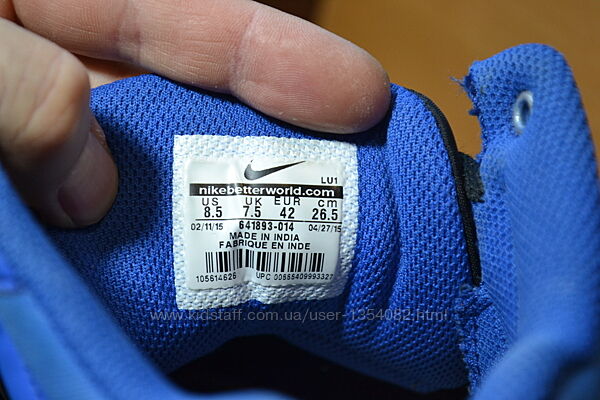 LU1
nikebetterworld.com
US UK EUR cm
8.5 7.5 42 26.5
02/11/15 641893-014 04/27/15
MADE IN INDIA
FABRIQUE EN INDE
105614626 UPC 00555409993327
www.kidstaff.com.ua/user-1354082.html